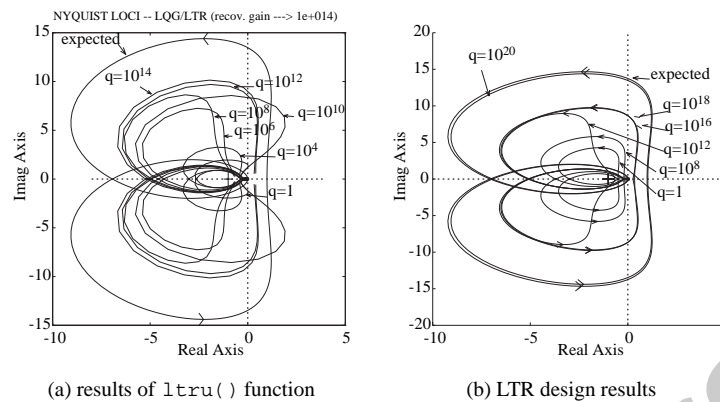 NYQUIST LOCI -- LQG/LTR (recov. gain ---> 1e+014)
expected
q=10^14
q=10^12
q=10^8
q=10^10
q=10^6
q=10^4
q=1
15
10
5
0
-5
-10
-15
Imag Axis
-10
-5
0
5
Real Axis
(a) results of ltru() function
q=10^20
expected
q=10^18
q=10^16
q=10^12
q=10^8
q=1
20
15
10
5
0
-5
-10
-15
-20
Imag Axis
-10
-5
0
Real Axis
(b) LTR design results